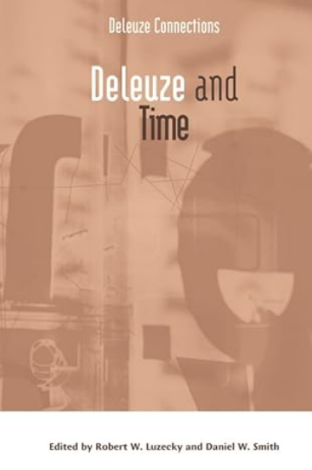 Deleuze Connections
Deleuze and
Time
Edited by Robert W. Luzecky and Daniel W. Smith